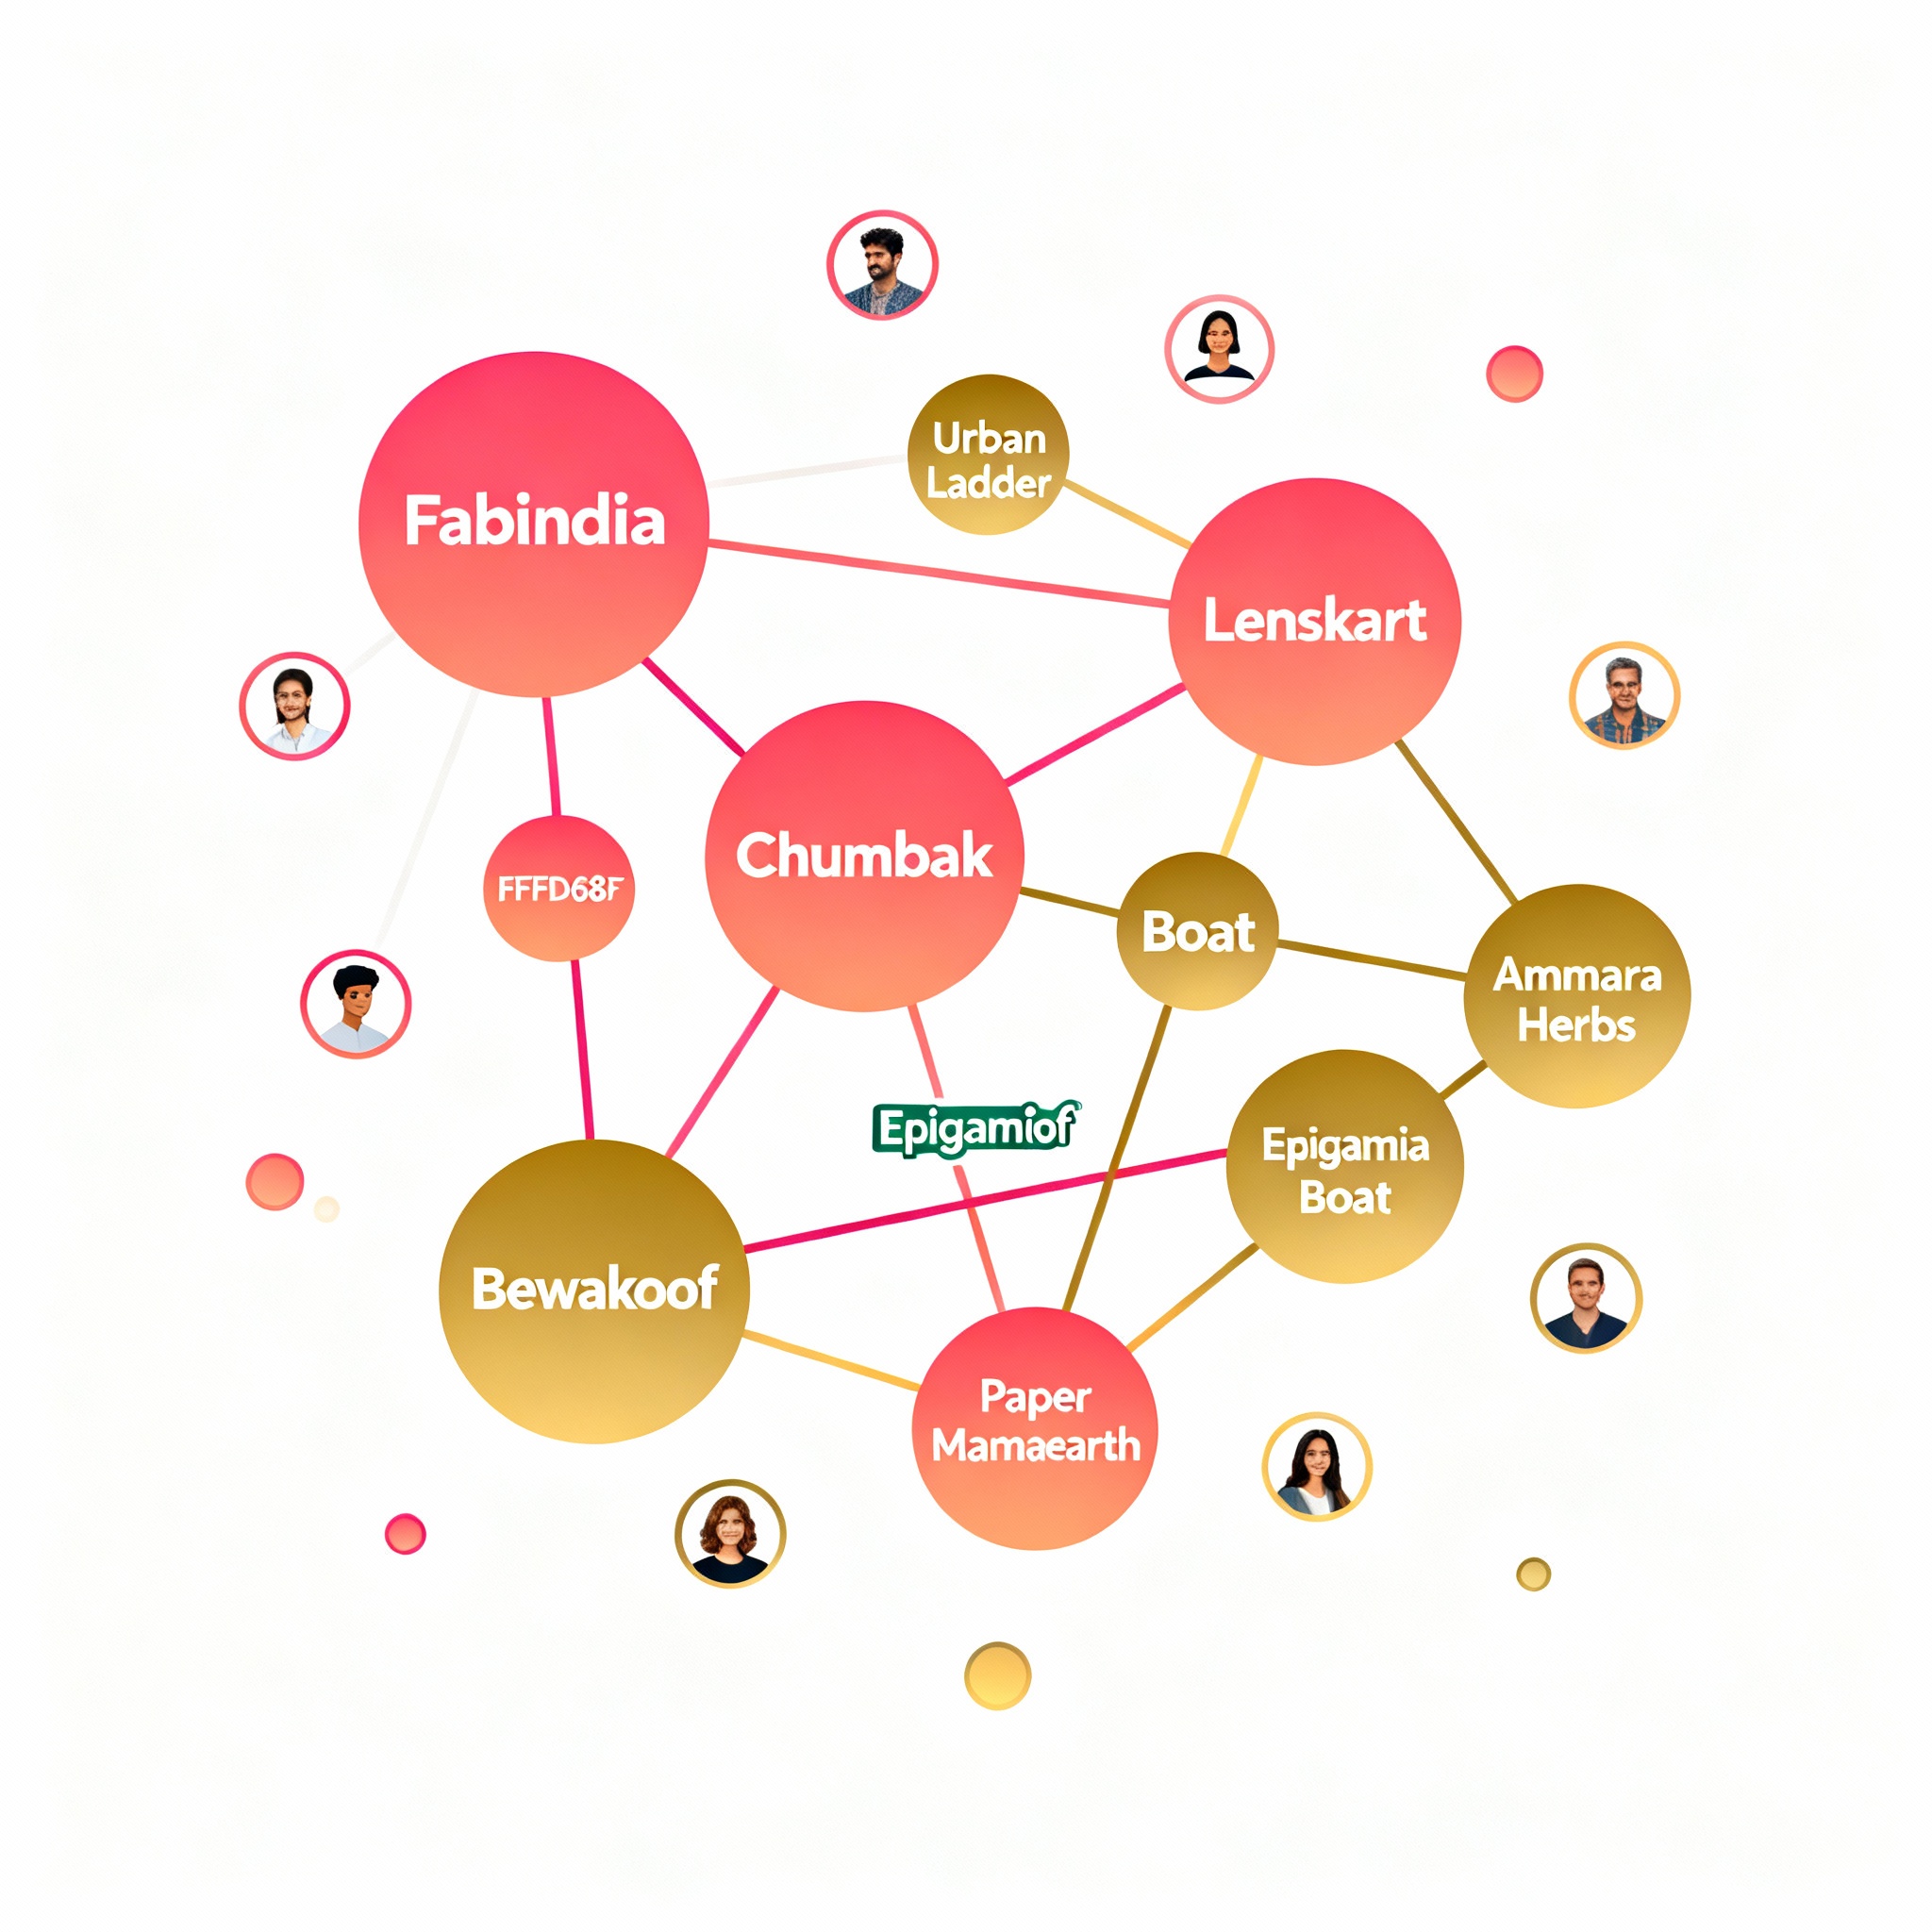 Urban
Ladder
Fabindia
Lenskart
Chumbak
FFFD68F
Boat
Ammara
Herbs
Epigamiof
Epigamia
Boat
Bewakoof
Paper
Mamaearth